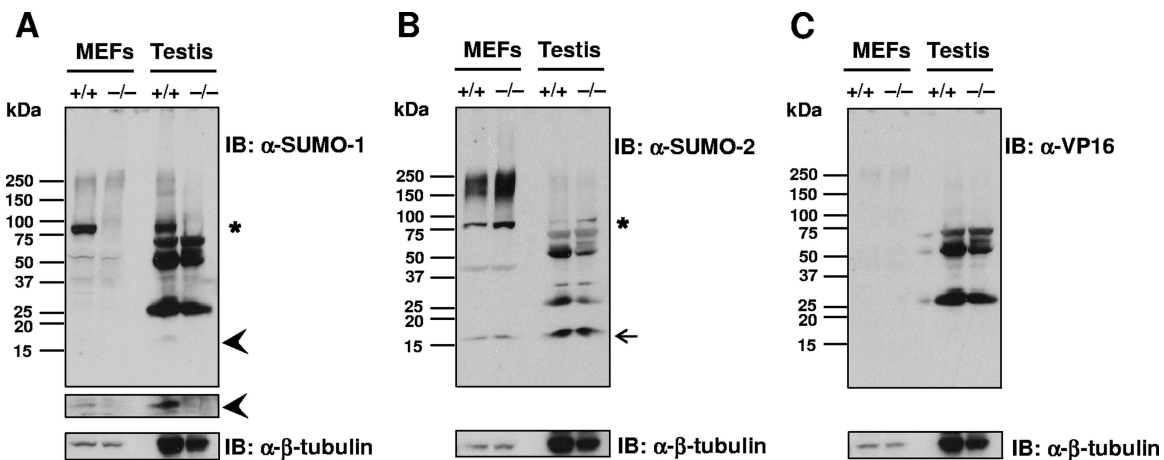 A
MEFs Testis
+/+ −/− +/+ −/−
kDa
IB: α-SUMO-1
250
150
100
75
*
50
37
25
20
15
IB: α-β-tubulin
B
MEFs Testis
+/+ −/− +/+ −/−
kDa
IB: α-SUMO-2
250
150
100
75
*
50
37
25
20
15
IB: α-β-tubulin
C
MEFs Testis
+/+ −/− +/+ −/−
kDa
IB: α-VP16
250
150
100
75
50
37
25
20
15
IB: α-β-tubulin